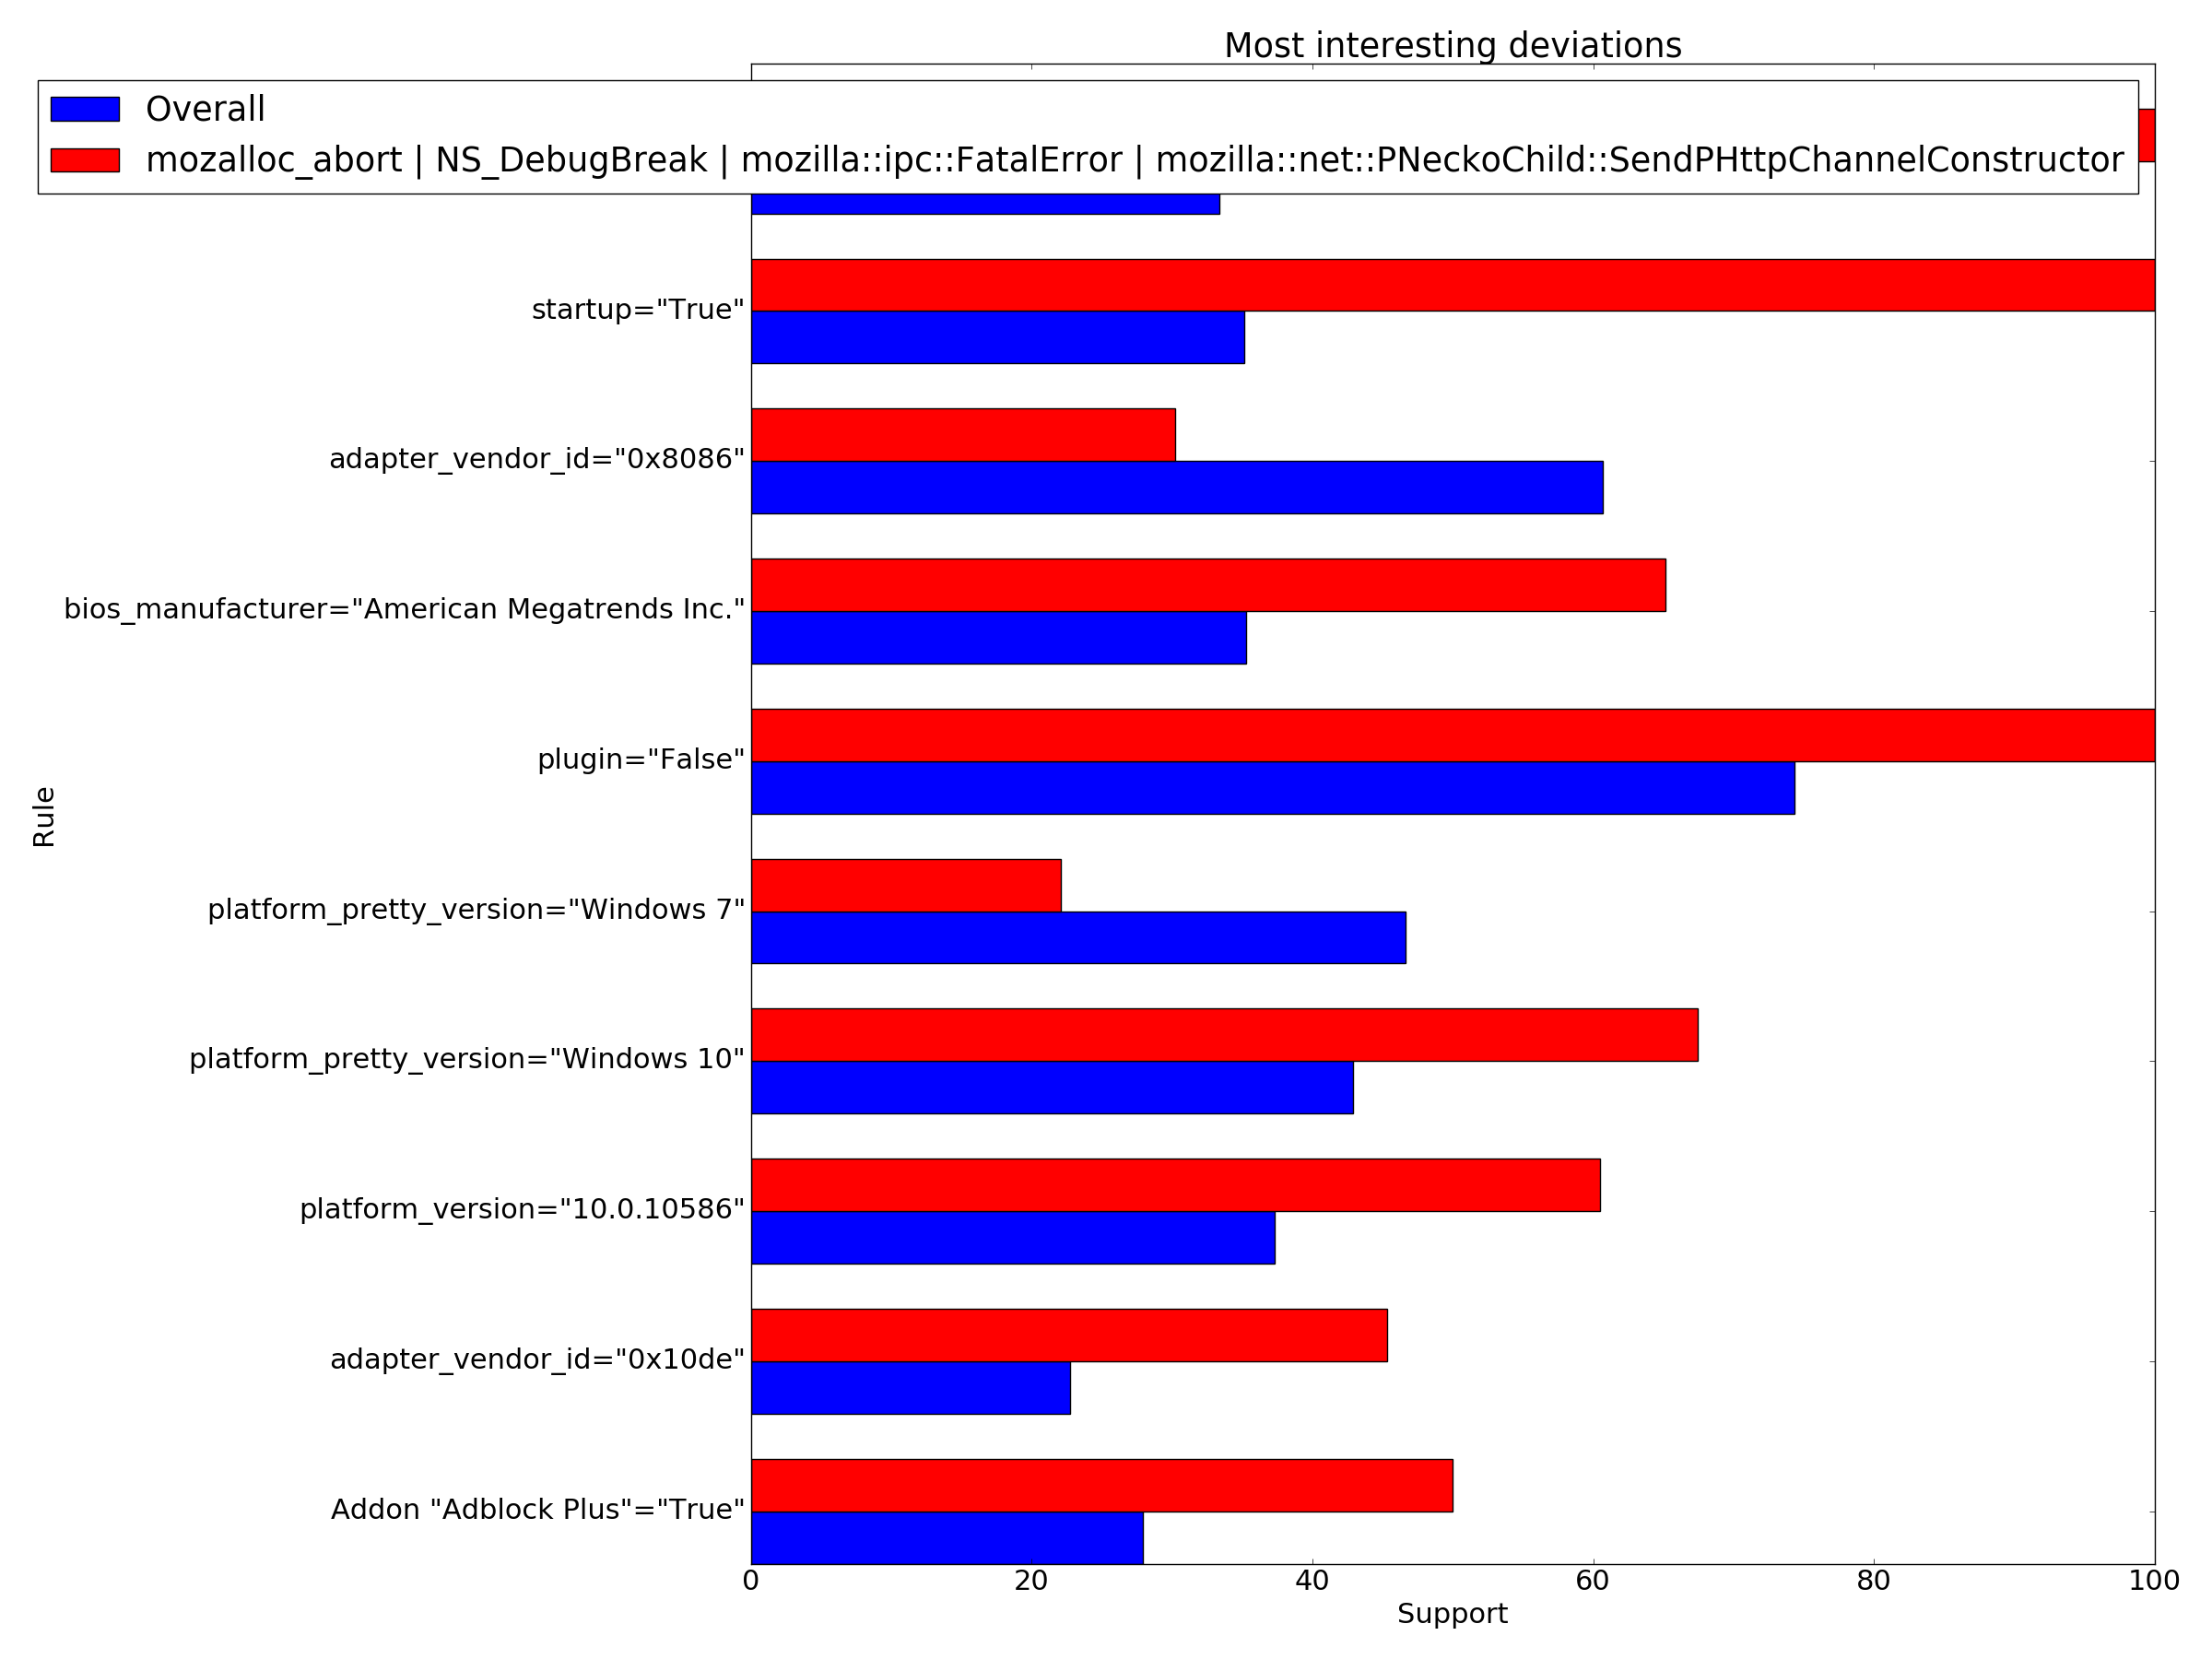 Most interesting deviations
Overall
mozalloc_abort | NS_DebugBreak | mozilla::ipc::FatalError | mozilla::net::PNeckoChild::SendPHttpChannelConstructor
startup="True"
adapter_vendor_id="0x8086"
bios_manufacturer="American Megatrends Inc."
plugin="False"
Rule
platform_pretty_version="Windows 7"
platform_pretty_version="Windows 10"
platform_version="10.0.10586"
adapter_vendor_id="0x10de"
Addon "Adblock Plus"="True"
0 20 40 60 80 100
Support